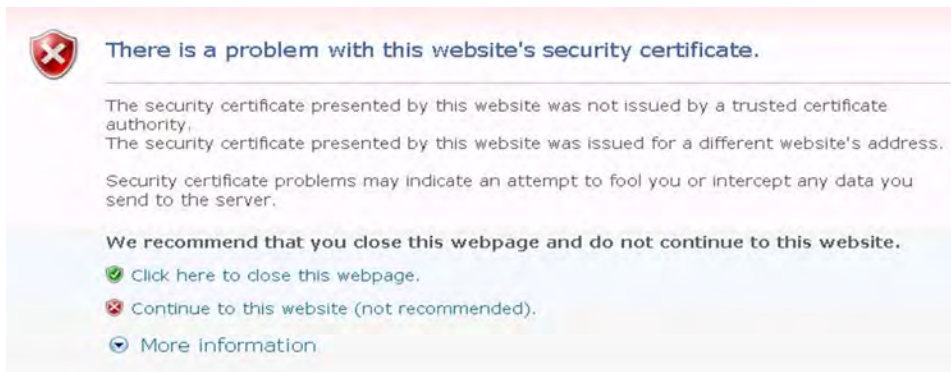 There is a problem with this website's security certificate.
The security certificate presented by this website was not issued by a trusted certificate
authority.
The security certificate presented by this website was issued for a different website's address.
Security certificate problems may indicate an attempt to fool you or intercept any data you
send to the server.
We recommend that you close this webpage and do not continue to this website.
Click here to close this webpage.
Continue to this website (not recommended).
More information